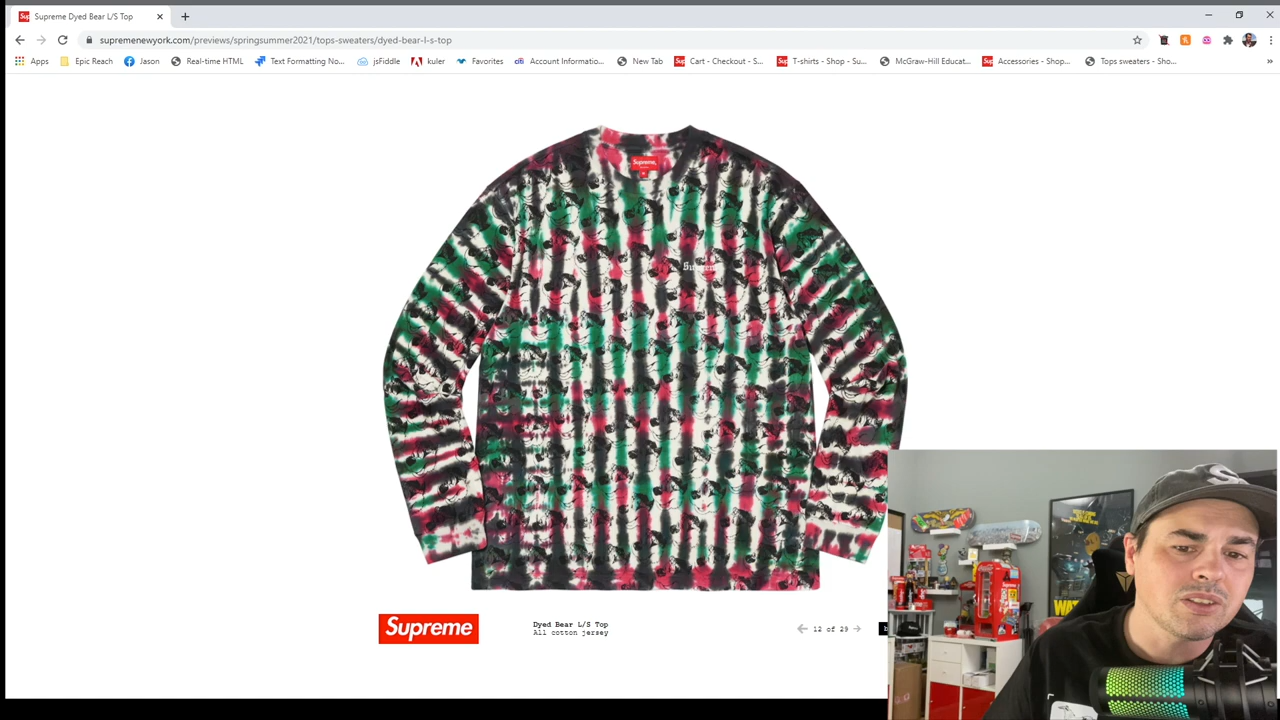 Supreme Dyed Bear L/S Top
supremenewyork.com/previews/springsummer2021/tops-sweaters/dyed-bear-l-s-top
Apps
Epic Reach
Jason
Real-time HTML
Text Formatting No...
jsFiddle
kuler
Favorites
Account Informatio...
New Tab
Cart - Checkout - S...
T-shirts - Shop - Su...
McGraw-Hill Educat...
Accessories - Shop...
Tops sweaters - Sho...
Supreme
Supreme
Supreme
Dyed Bear L/S Top
All cotton jersey
12 of 29